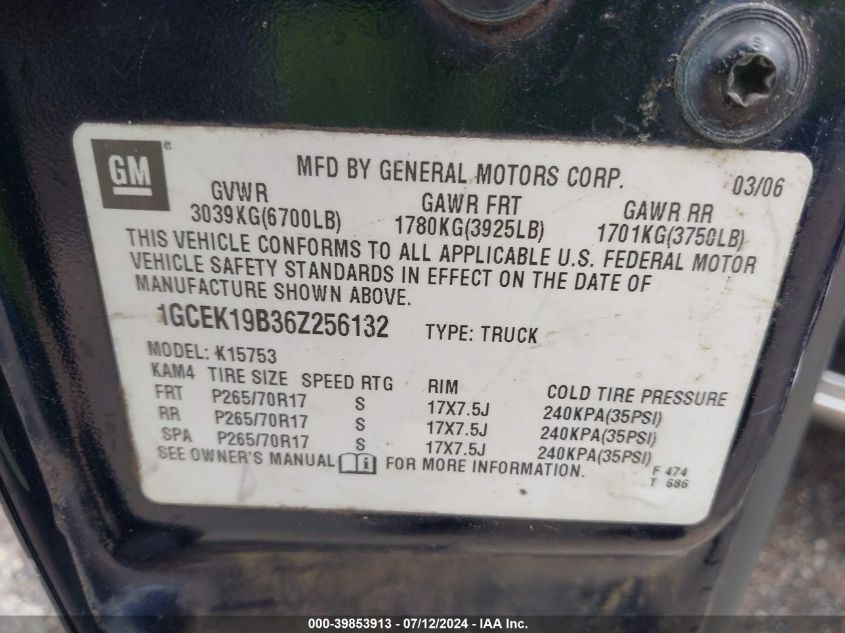 GM ®
MFD BY GENERAL MOTORS CORP. 03/06
GVWR GAWR FRT GAWR RR
3039KG(6700LB) 1780KG(3925LB) 1701KG(3750LB)
THIS VEHICLE CONFORMS TO ALL APPLICABLE U.S. FEDERAL MOTOR
VEHICLE SAFETY STANDARDS IN EFFECT ON THE DATE OF
MANUFACTURE SHOWN ABOVE.
1GCEK19B36Z256132 TYPE: TRUCK
MODEL: K15753
KAM4 TIRE SIZE SPEED RTG RIM COLD TIRE PRESSURE
FRT P265/70R17 S 17X7.5J 240KPA(35PSI)
RR P265/70R17 S 17X7.5J 240KPA(35PSI)
SPA P265/70R17 S 17X7.5J 240KPA(35PSI)
SEE OWNER'S MANUAL i FOR MORE INFORMATION.
F 474
T 686
000-39853913 - 07/12/2024 - IAA Inc.